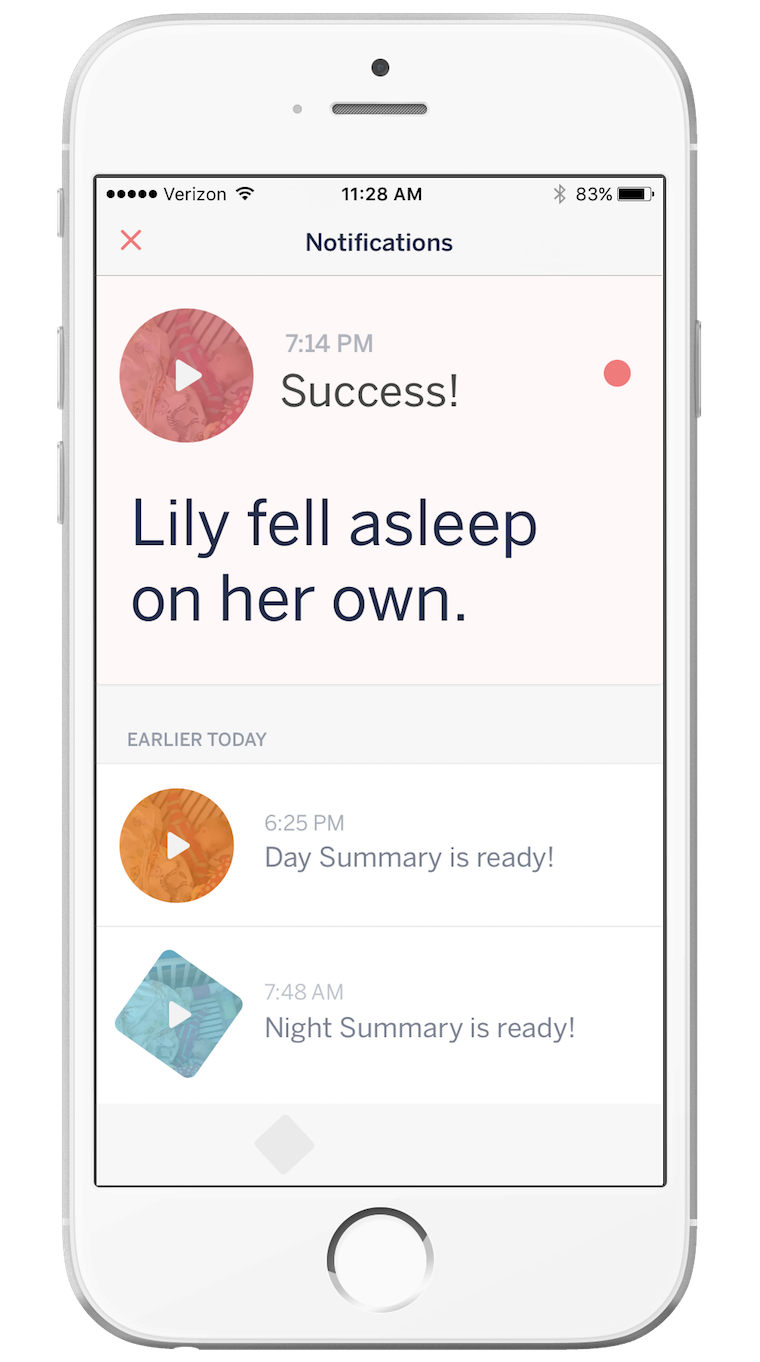 Verizon 11:28 AM 83%
Notifications
7:14 PM
Success!
Lily fell asleep
on her own.
EARLIER TODAY
6:25 PM
Day Summary is ready!
7:48 AM
Night Summary is ready!